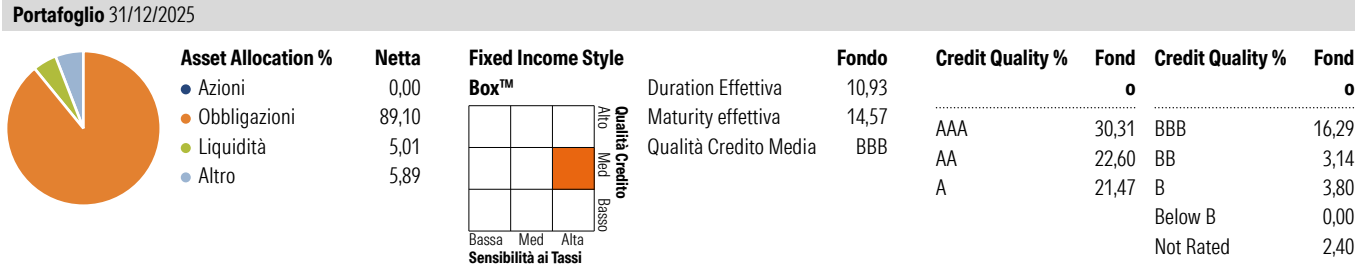 Portafoglio 31/12/2025
Asset Allocation % Netta
Azioni 0,00
Obbligazioni 89,10
Liquidità 5,01
Altro 5,89
Fixed Income Style
Box™
Alto Med Basso
Qualità Credito
Bassa Med Alta
Sensibilità ai Tassi
Fondo
Duration Effettiva 10,93
Maturity effettiva 14,57
Qualità Credito Media BBB
Credit Quality % Fond
o
AAA 30,31
AA 22,60
A 21,47
Credit Quality % Fond
o
BBB 16,29
BB 3,14
B 3,80
Below B 0,00
Not Rated 2,40